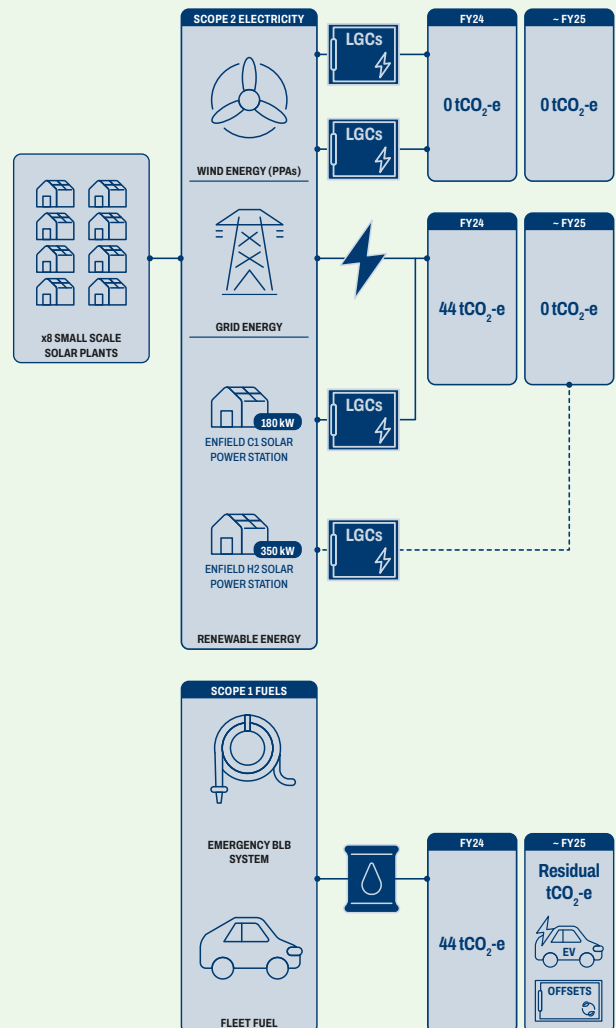 SCOPE 2 ELECTRICITY
WIND ENERGY (PPAs)
GRID ENERGY
180 kW
ENFIELD C1 SOLAR
POWER STATION
350 kW
ENFIELD H2 SOLAR
POWER STATION
RENEWABLE ENERGY
x8 SMALL SCALE
SOLAR PLANTS
LGCs
LGCs
LGCs
LGCs
FY24
0 tCO₂-e
~ FY25
0 tCO₂-e
FY24
44 tCO₂-e
~ FY25
0 tCO₂-e
SCOPE 1 FUELS
EMERGENCY BLB
SYSTEM
FLEET FUEL
FY24
44 tCO₂-e
~ FY25
Residual
tCO₂-e
EV
OFFSETS